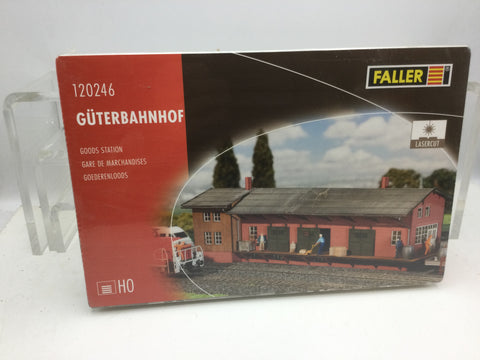 120246
GÜTERBAHNHOF
GOODS STATION
GARE DE MARCHANDISES
GOEDERENLOODS
FALLER
LASERCUT
H0